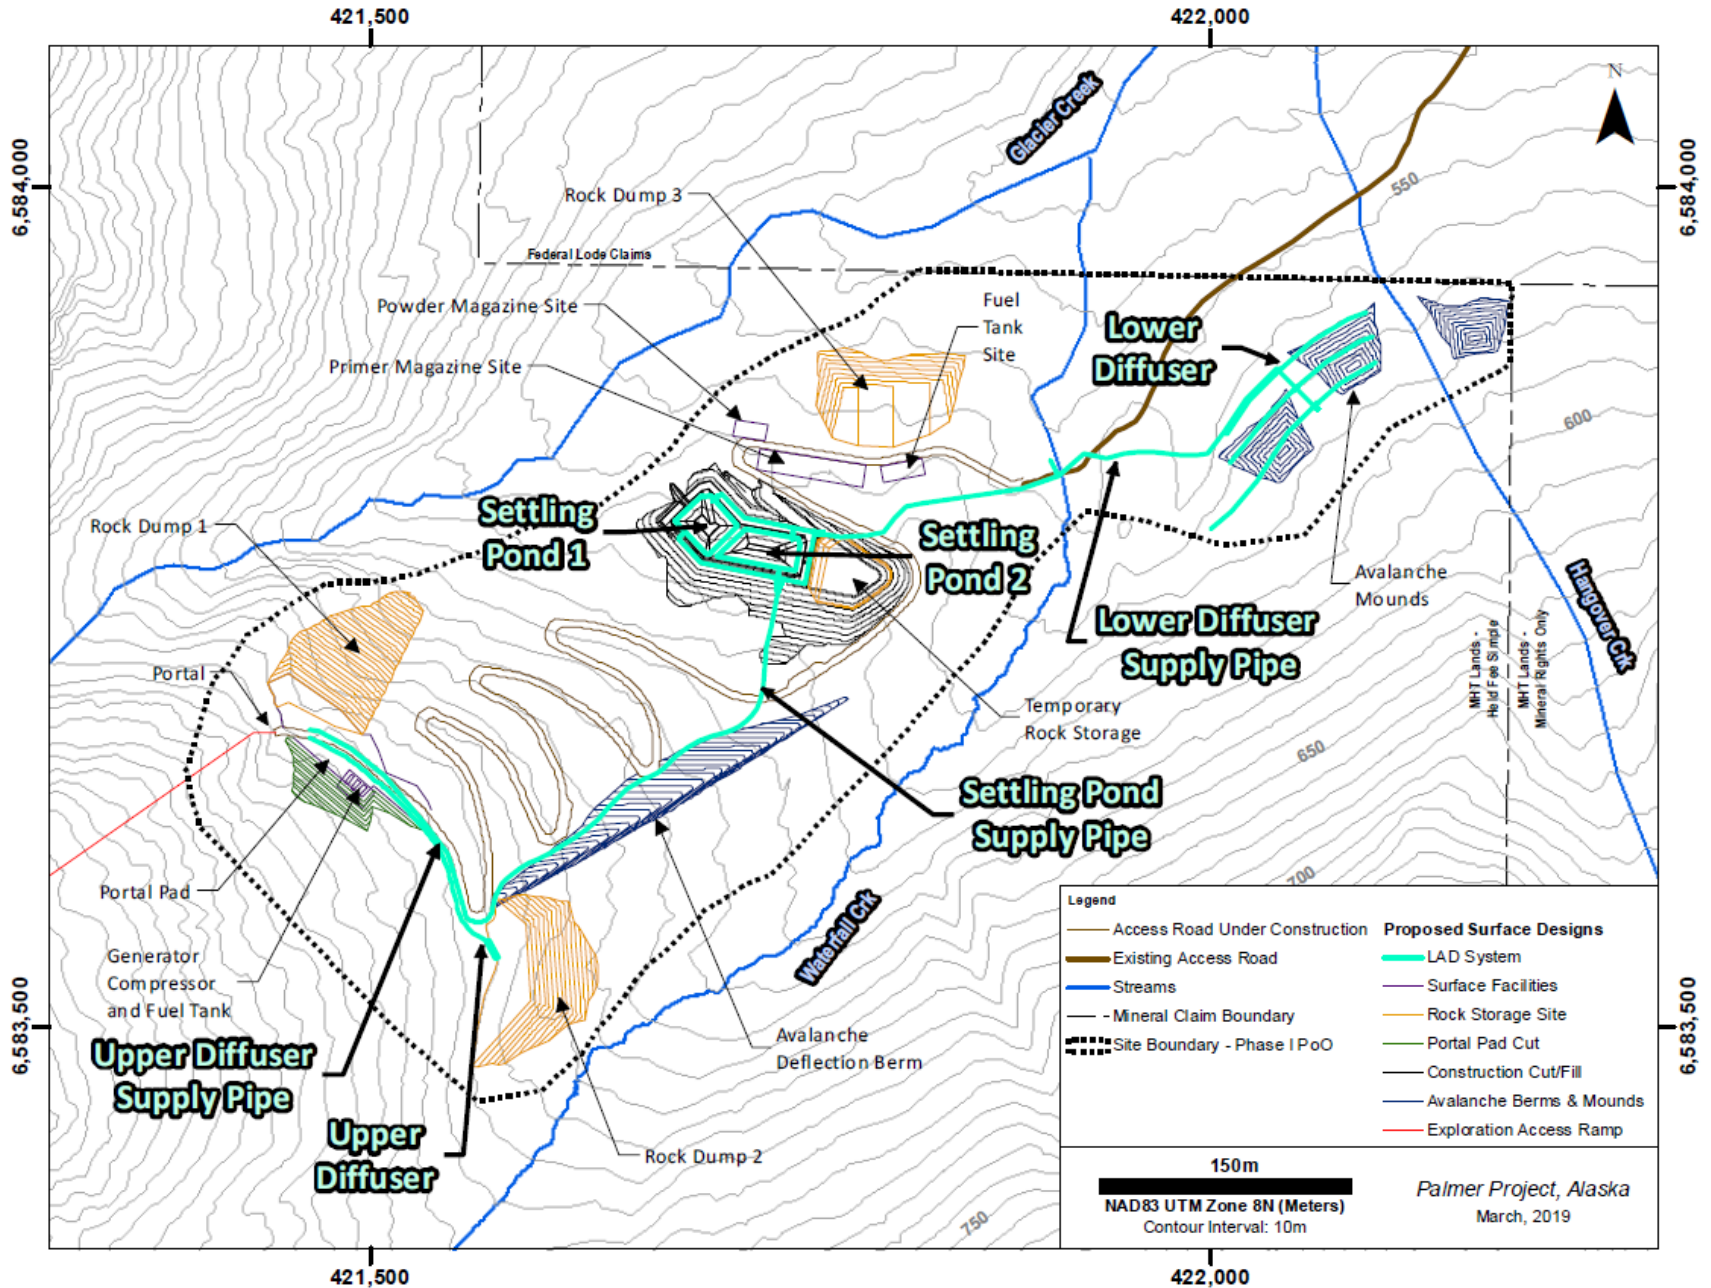 421,500
422,000
N
Glacier Creek
6,584,000
6,584,000
550
Rock Dump 3
Federal Lode Claims
Powder Magazine Site
Fuel
Tank
Site
Primer Magazine Site
Lower
Diffuser
600
Settling
Pond 1
Rock Dump 1
Settling
Pond 2
Avalanche
Mounds
Hangover Crk
Lower Diffuser
Supply Pipe
MHT Lands -
Held Fee Simple
MHT Lands -
Mineral Rights Only
Portal
Temporary
Rock Storage
650
Settling Pond
Supply Pipe
Portal Pad
700
Waterfall Crk
Generator
Compressor
and Fuel Tank
6,583,500
6,583,500
Avalanche
Deflection Berm
Upper Diffuser
Supply Pipe
Upper
Diffuser
Rock Dump 2
750
Legend
Access Road Under Construction
Existing Access Road
Streams
Mineral Claim Boundary
Site Boundary - Phase I PoO
Proposed Surface Designs
LAD System
Surface Facilities
Rock Storage Site
Portal Pad Cut
Construction Cut/Fill
Avalanche Berms & Mounds
Exploration Access Ramp
150m
NAD83 UTM Zone 8N (Meters)
Contour Interval: 10m
Palmer Project, Alaska
March, 2019
421,500
422,000